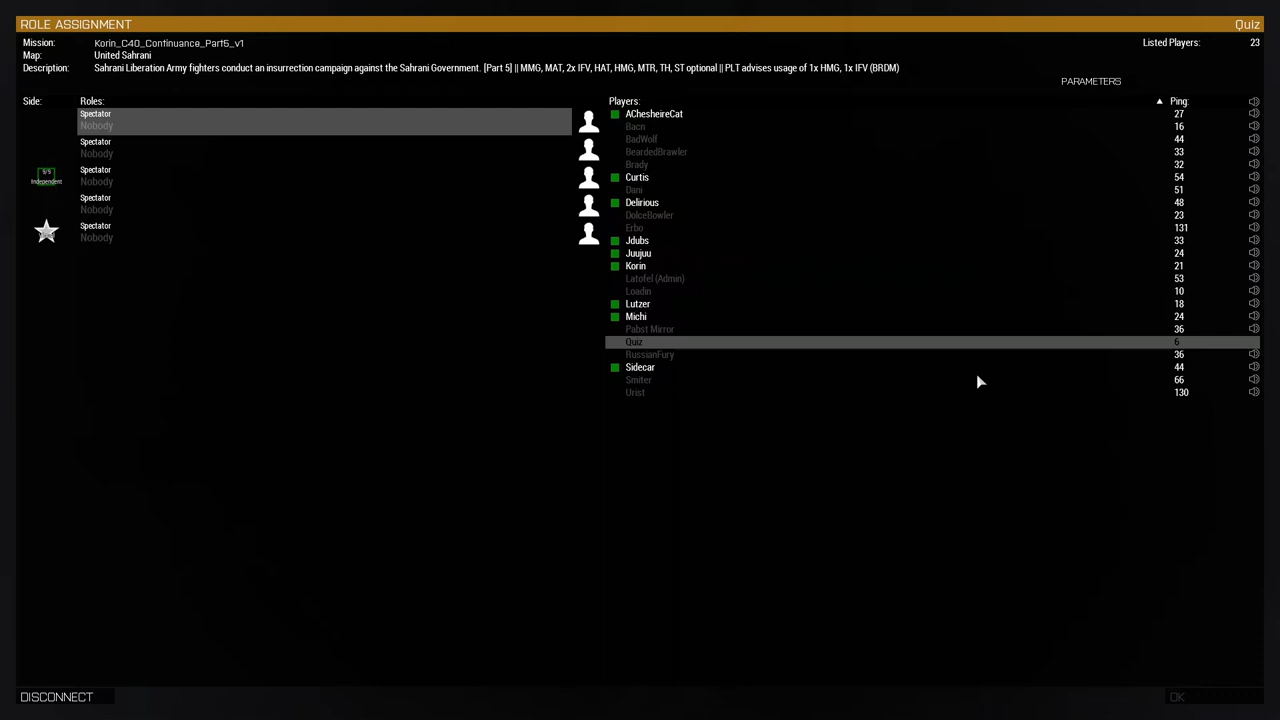 ROLE ASSIGNMENT Quiz
Mission: Korin_C40_Continuance_Part5_v1 Listed Players: 23
Map: United Sahrani
Description: Sahrani Liberation Army fighters conduct an insurrection campaign against the Sahrani Government. [Part 5] || MMG, MAT, 2x IFV, HAT, HMG, MTR, TH, ST optional || PLT advises usage of 1x HMG, 1x IFV (BRDM)
PARAMETERS
Side: Roles: Players: Ping:
Spectator
Nobody
Spectator
Nobody
Spectator
Nobody
Spectator
Nobody
Spectator
Nobody
Independent
AChesheireCat 27
Bacn 16
BadWolf 44
BeardedBrawler 33
Brady 32
Curtis 54
Dani 51
Delirious 48
DolceBowler 23
Erbo 131
Jdubs 33
Juujuu 24
Korin 21
Latofel (Admin) 53
Loadin 10
Lutzer 18
Michi 24
Pabst Mirror 36
Quiz 6
RussianFury 36
Sidecar 44
Smiter 66
Urist 130
DISCONNECT OK